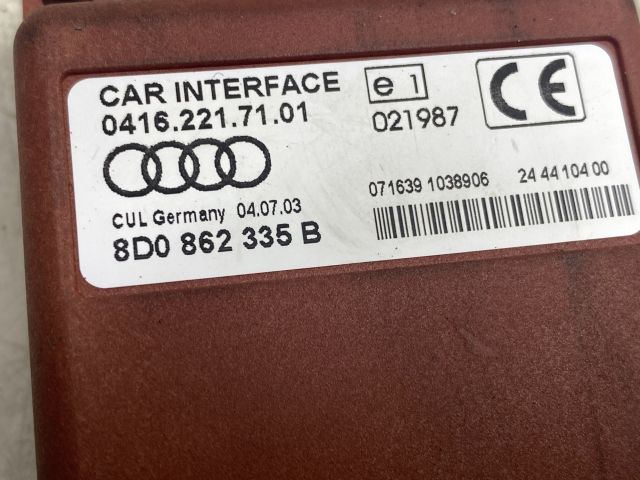 CAR INTERFACE
0416.221.71.01
CUL Germany 04.07.03
8D0 862 335 B
e 1
021987
CE
071639 1038906 24 44 104 00